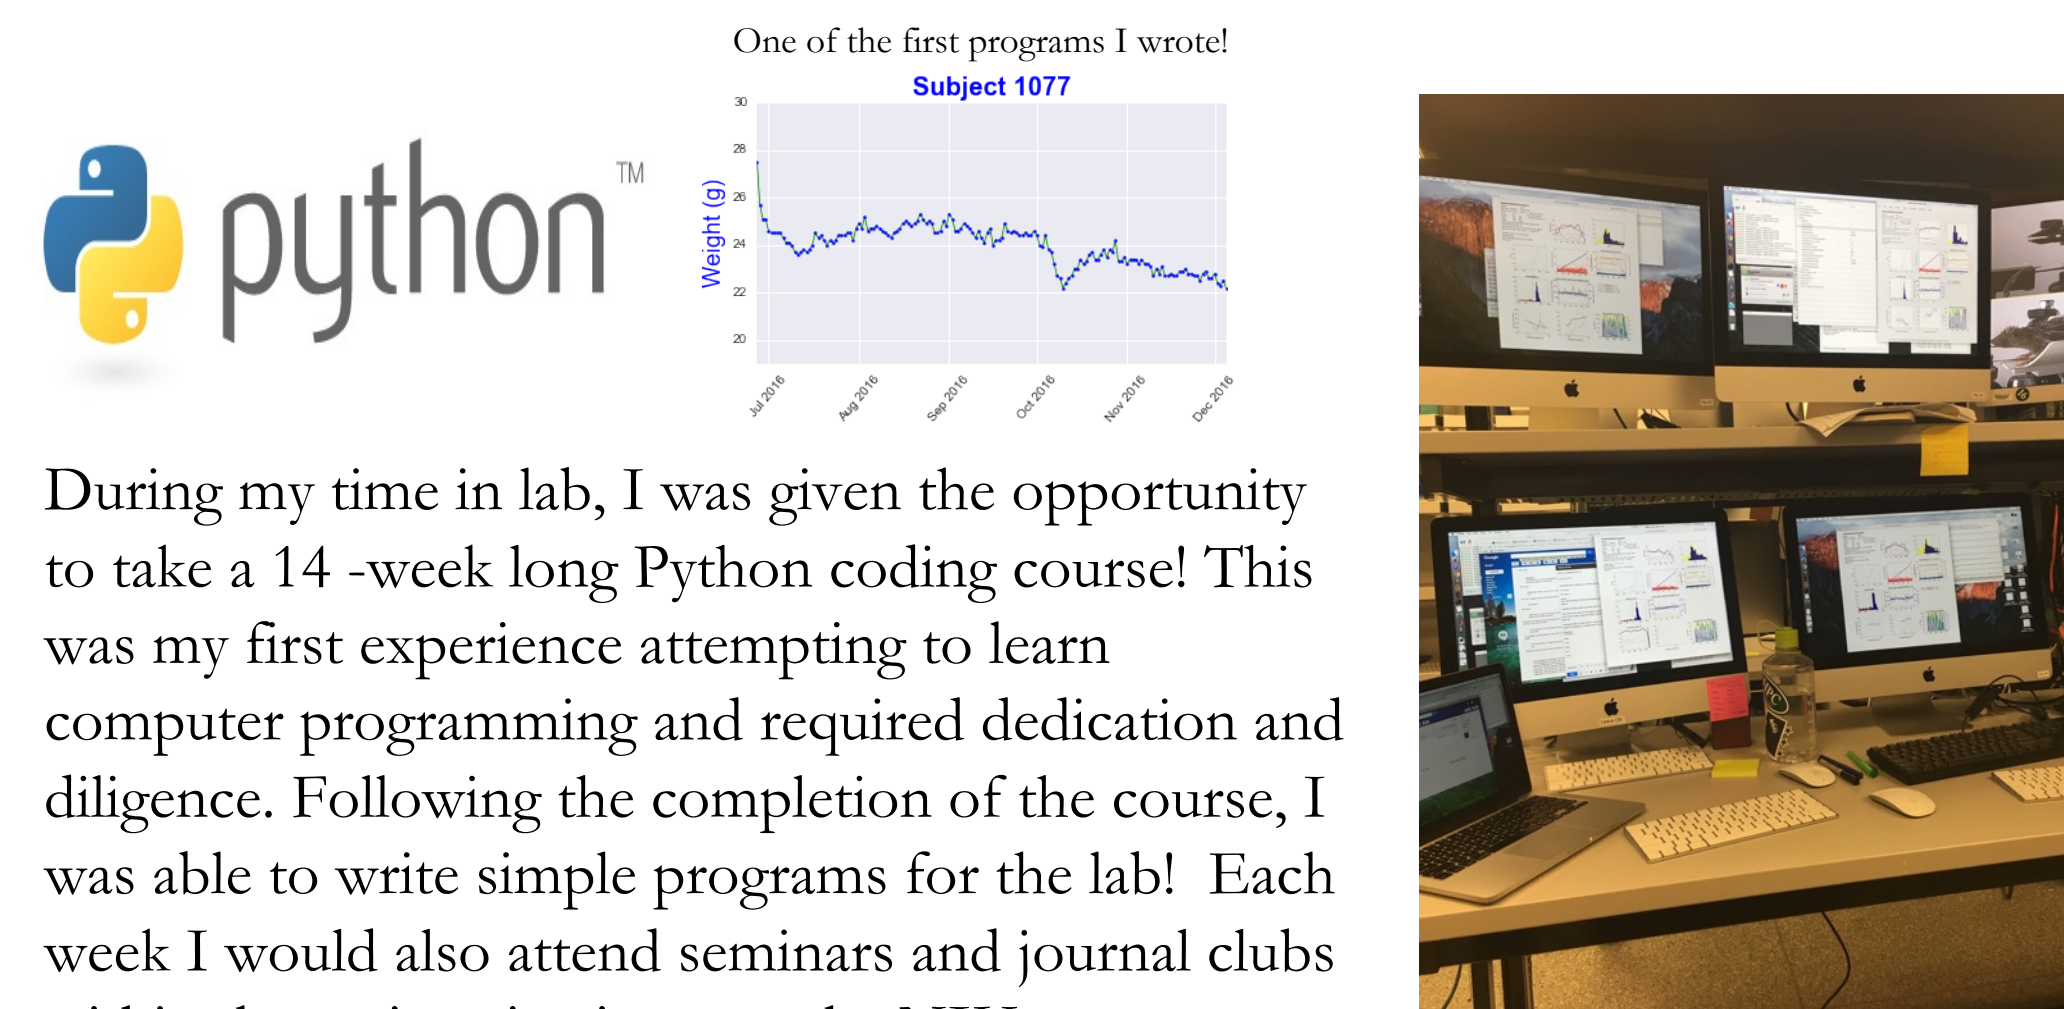 One of the first programs I wrote!
Subject 1077
python
TM
Weight (g)
30
28
26
24
22
20
Jul 2016
Aug 2016
Sep 2016
Oct 2016
Nov 2016
Dec 2016
During my time in lab, I was given the opportunity
to take a 14 -week long Python coding course! This
was my first experience attempting to learn
computer programming and required dedication and
diligence. Following the completion of the course, I
was able to write simple programs for the lab!  Each
week I would also attend seminars and journal clubs